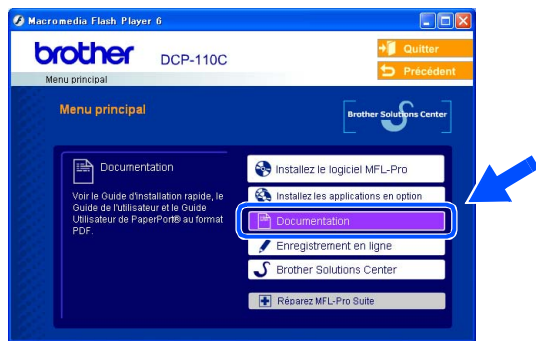 Macromedia Flash Player 6
brother
DCP-110C
Quitter
Précédent
Menu principal
Menu principal
Brother Solutions Center
Documentation
Voir le Guide d'installation rapide, le
Guide de l'utilisateur et le Guide
Utilisateur de PaperPort® au format
PDF.
Installez le logiciel MFL-Pro
Installez les applications en option
Documentation
Enregistrement en ligne
Brother Solutions Center
Réparez MFL-Pro Suite